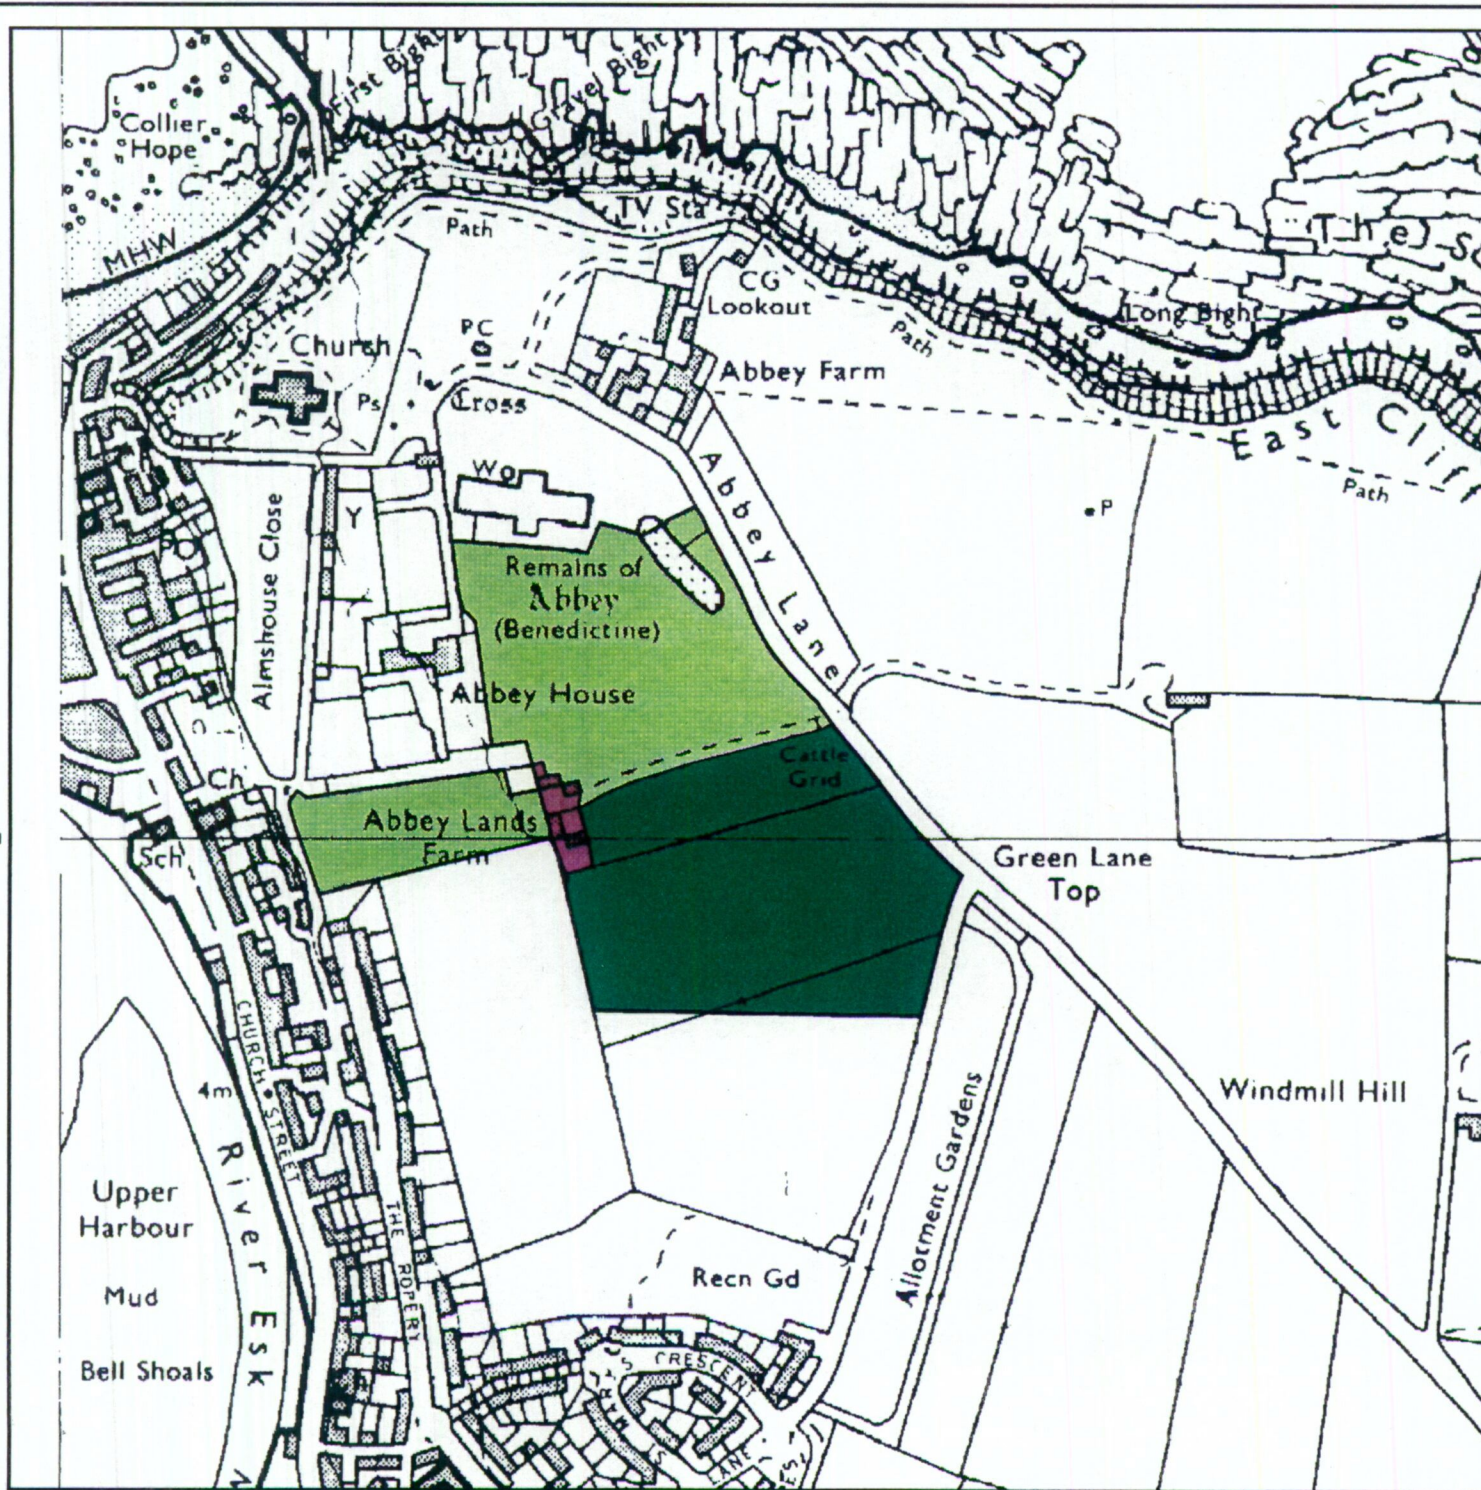 First Bight
Gravel Bight
Collier
Hope
MHW
Path
TV Sta
CG
Lookout
(The) Sc
Long Bight
Path
Church
PC
Abbey Farm
Ps
Cross
East Cliff
Path
Wo
Abbey Lane
P
Y
PO
Almshouse Close
Remains of
Abbey
(Benedictine)
Abbey House
Cattle
Grid
Ch
Abbey Lands
Farm
Sch
Green Lane
Top
CHURCH STREET
4m
Windmill Hill
Allotment Gardens
River Esk
Upper
Harbour
THE ROPERY
Mud
Recn Gd
Bell Shoals
MARY'S CRESCENT
LANE